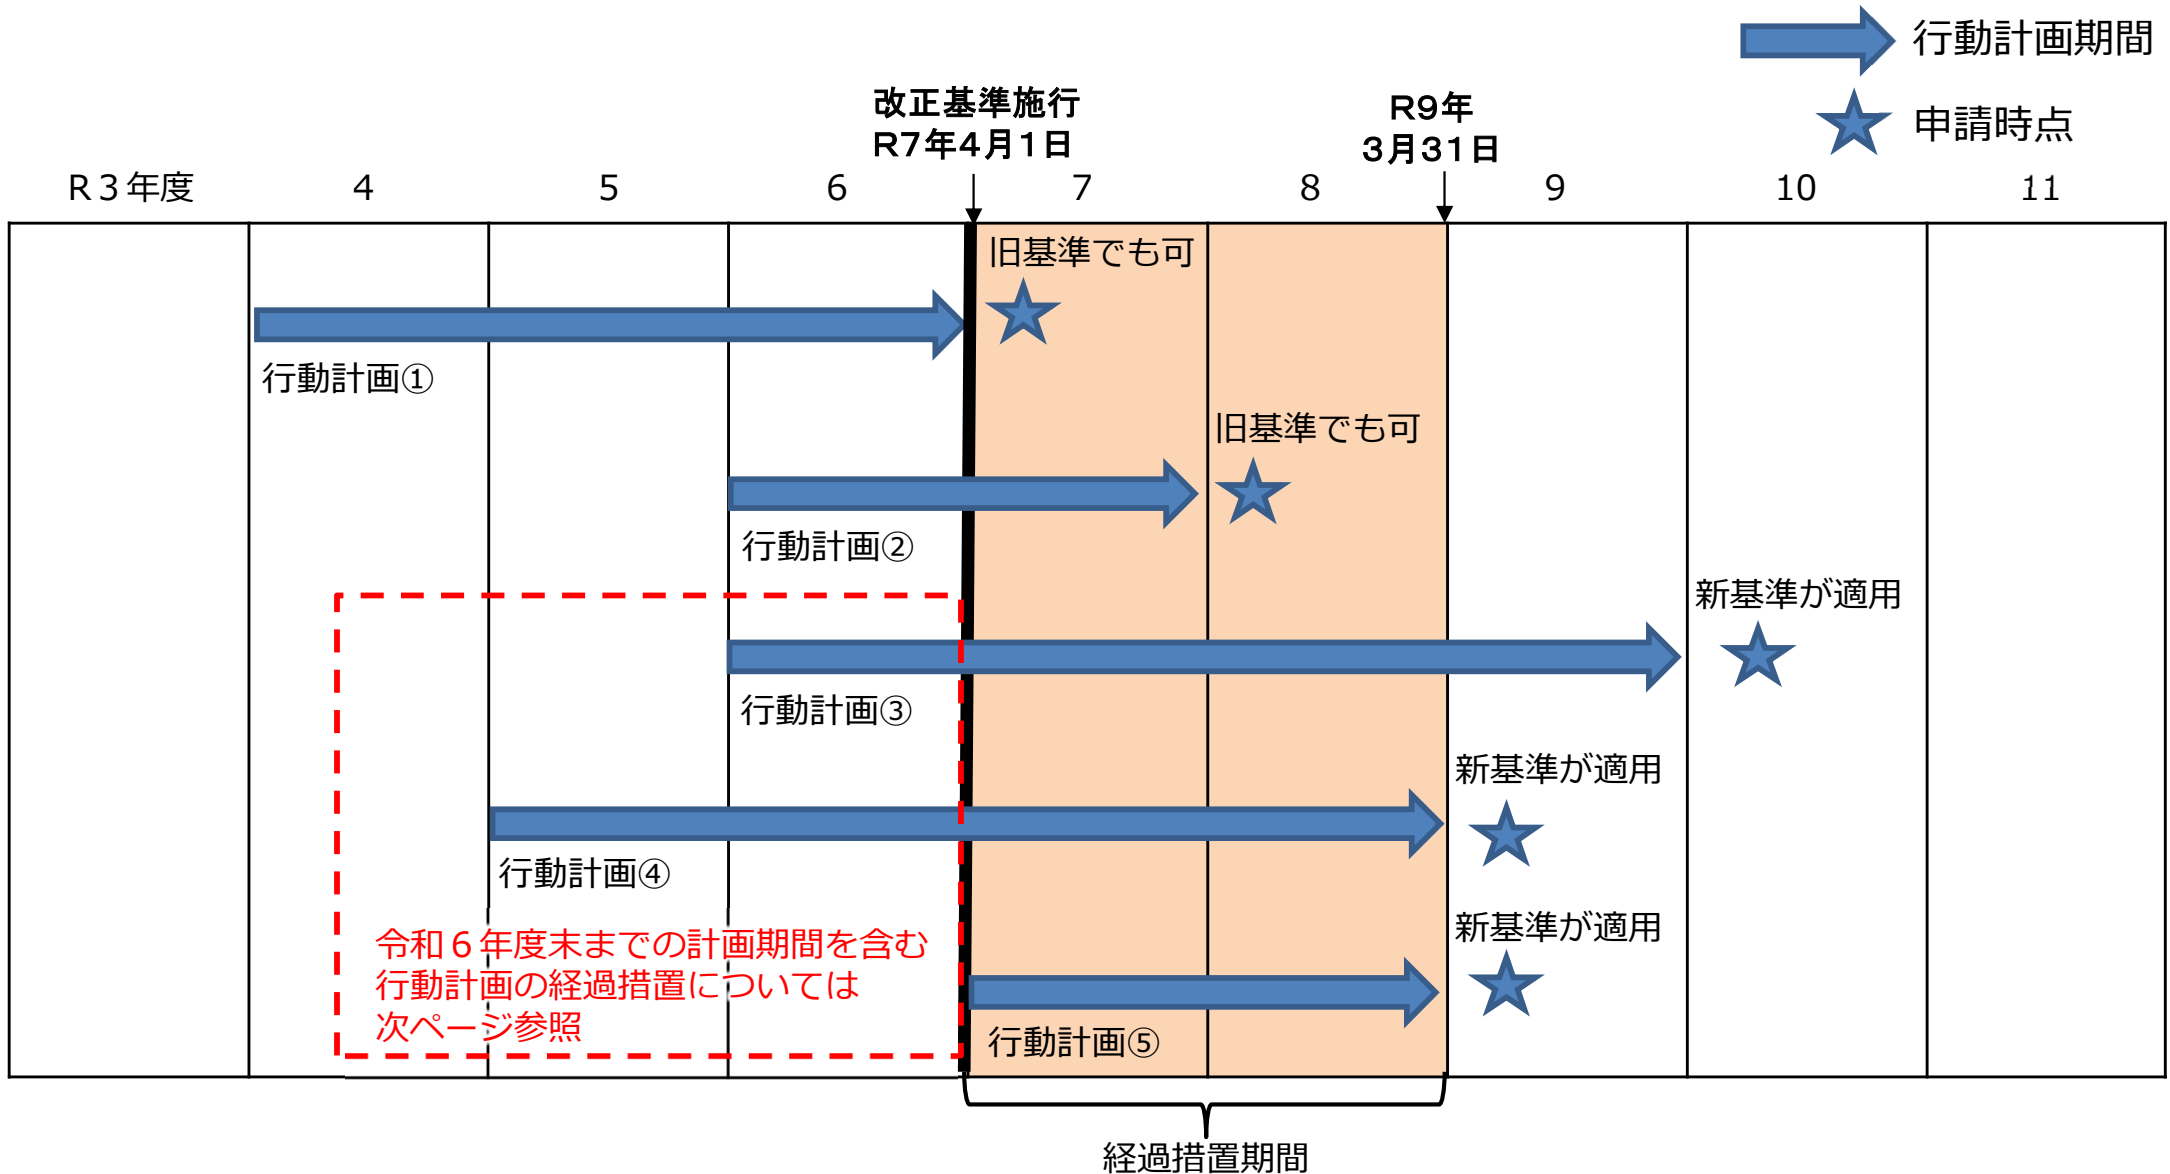 行動計画期間
申請時点
改正基準施行
R7年4月1日
R9年
3月31日
R３年度
4
5
6
7
8
9
10
11
旧基準でも可
行動計画①
旧基準でも可
行動計画②
新基準が適用
行動計画③
新基準が適用
行動計画④
新基準が適用
令和６年度末までの計画期間を含む
行動計画の経過措置については
次ページ参照
行動計画⑤
経過措置期間